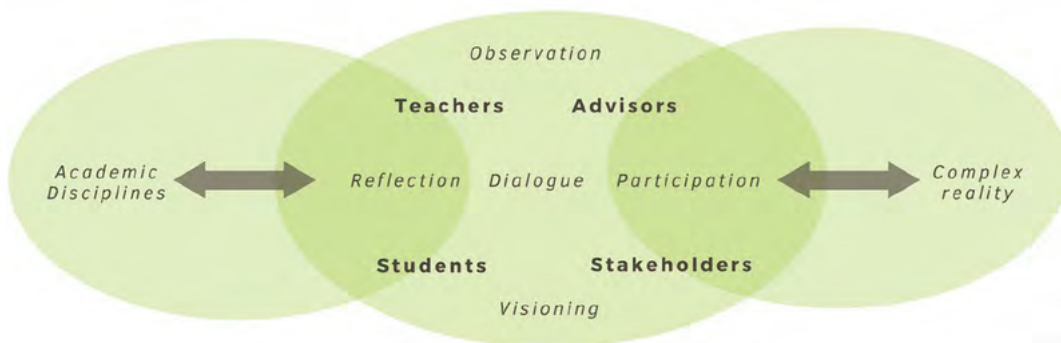 Observation
Teachers Advisors
Academic
Disciplines
Reflection Dialogue Participation
Complex
reality
Students Stakeholders
Visioning